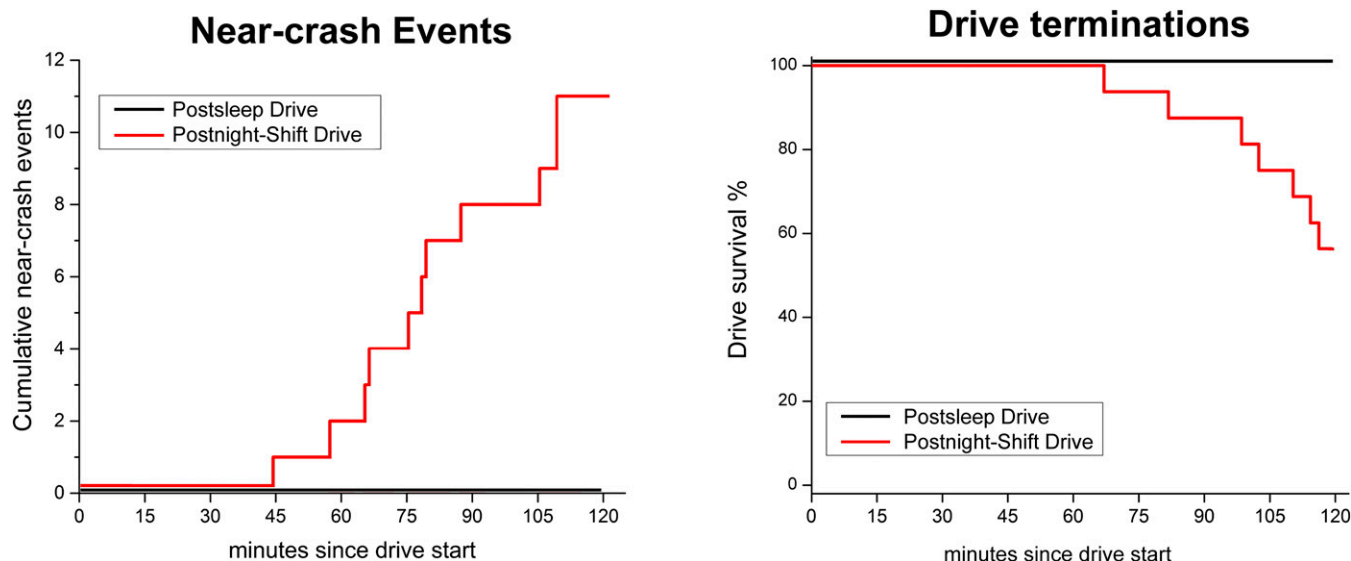 Near-crash Events
12
10
8
6
4
2
0
Cumulative near-crash events
Postsleep Drive
Postnight-Shift Drive
0 15 30 45 60 75 90 105 120
minutes since drive start
Drive terminations
100
80
60
40
20
0
Drive survival %
Postsleep Drive
Postnight-Shift Drive
0 15 30 45 60 75 90 105 120
minutes since drive start